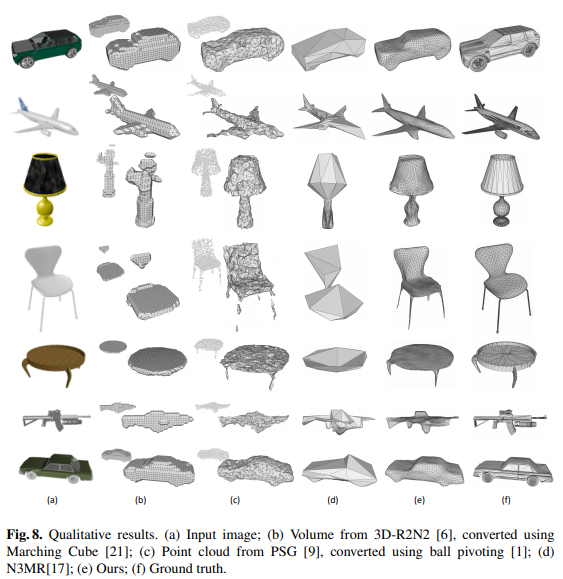 (a) (b) (c) (d) (e) (f)
Fig. 8. Qualitative results. (a) Input image; (b) Volume from 3D-R2N2 [6], converted using
Marching Cube [21]; (c) Point cloud from PSG [9], converted using ball pivoting [1]; (d)
N3MR[17]; (e) Ours; (f) Ground truth.